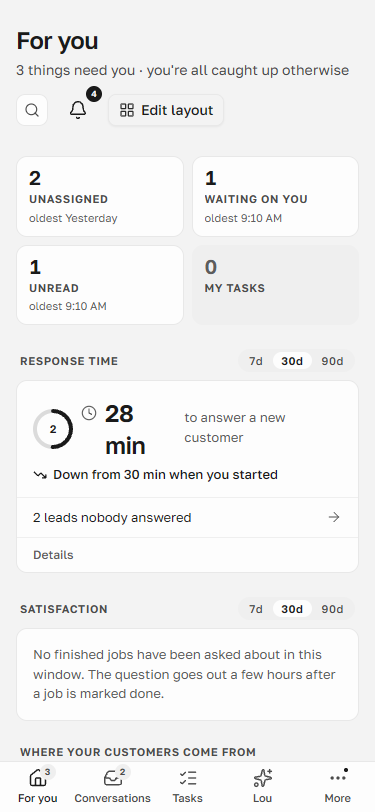 For you
3 things need you · you're all caught up otherwise
4
Edit layout
2
UNASSIGNED
oldest Yesterday
1
WAITING ON YOU
oldest 9:10 AM
1
UNREAD
oldest 9:10 AM
0
MY TASKS
RESPONSE TIME
7d 30d 90d
2
28
min
to answer a new
customer
Down from 30 min when you started
2 leads nobody answered
Details
SATISFACTION
7d 30d 90d
No finished jobs have been asked about in this
window. The question goes out a few hours after
a job is marked done.
WHERE YOUR CUSTOMERS COME FROM
3
2
For you
Conversations
Tasks
Lou
More